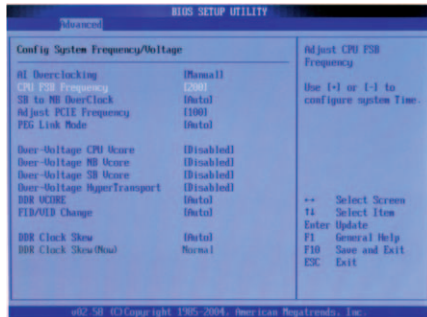 BIOS SETUP UTILITY
Advanced
Config System Frequency/Voltage
AI Overclocking [Manual]
CPU FSB Frequency [200]
SB to NB OverClock [Auto]
Adjust PCIE Frequency [100]
PEG Link Mode [Auto]
Over-Voltage CPU Vcore [Disabled]
Over-Voltage NB Vcore [Disabled]
Over-Voltage SB Vcore [Disabled]
Over-Voltage HyperTransport [Disabled]
DDR VCORE [Auto]
FID/VID Change [Auto]
DDR Clock Skew [Auto]
DDR Clock Skew(Now) Normal
Adjust CPU FSB
Frequency
Use [+] or [-] to
configure system Time.
↔ Select Screen
↑↓ Select Item
Enter Update
F1 General Help
F10 Save and Exit
ESC Exit
v02.58 (C)Copyright 1985-2004, American Megatrends, Inc.